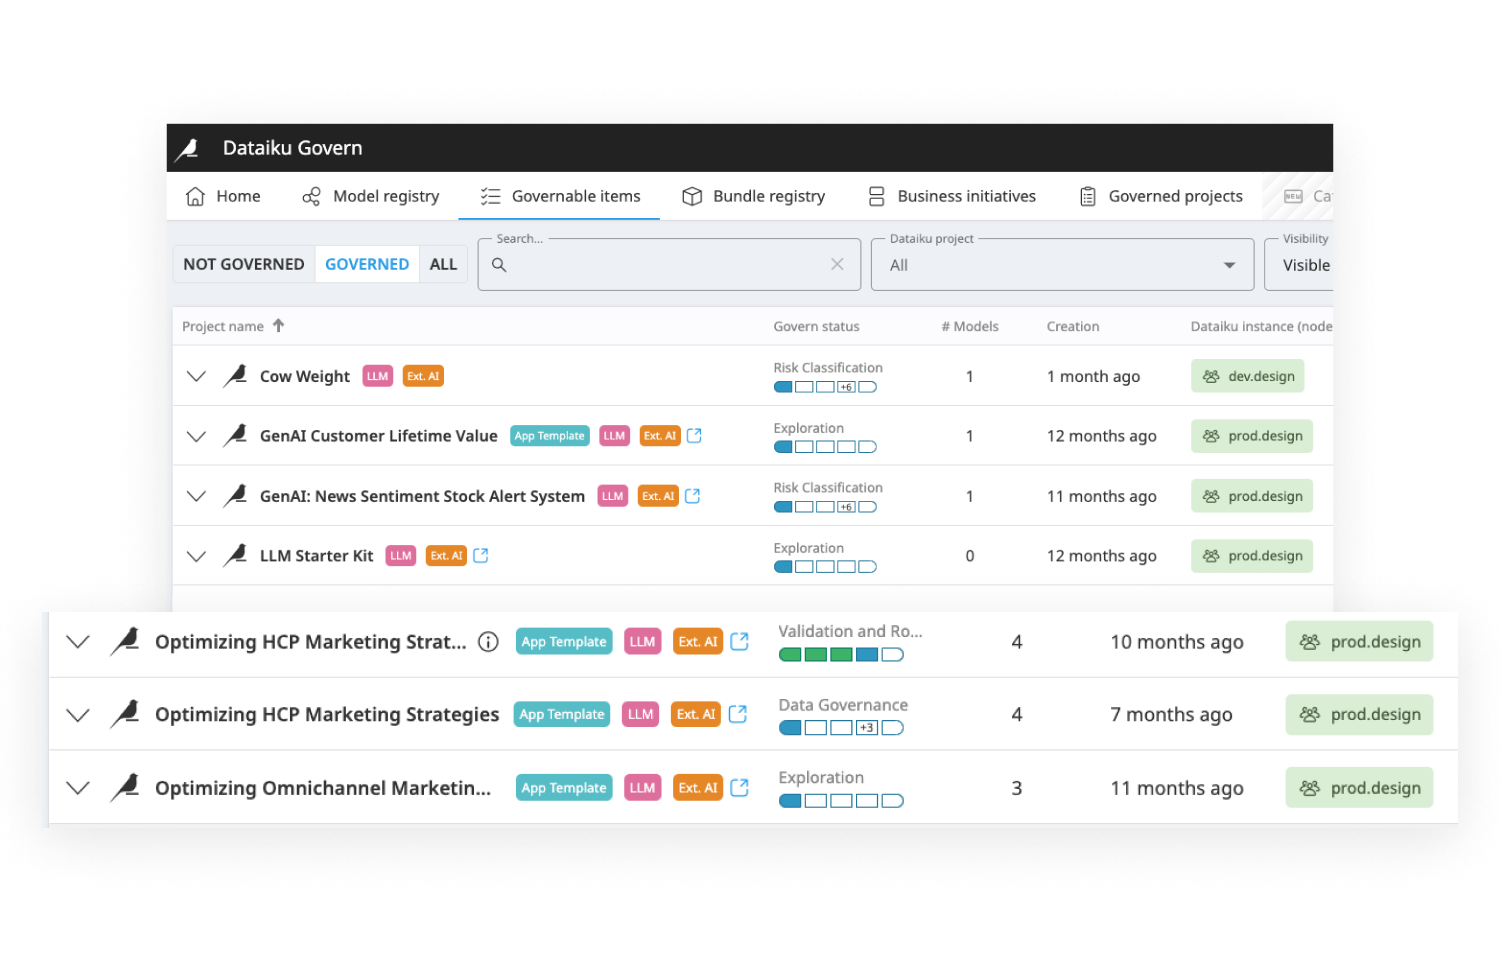 Dataiku Govern
Home Model registry Governable items Bundle registry Business initiatives Governed projects NEW
NOT GOVERNED GOVERNED ALL Search... Dataiku project All Visibility Visible
Project name Govern status # Models Creation Dataiku instance (node
Cow Weight LLM Ext. AI Risk Classification +6 1 1 month ago dev.design
GenAI Customer Lifetime Value App Template LLM Ext. AI Exploration 1 12 months ago prod.design
GenAI: News Sentiment Stock Alert System LLM Ext. AI Risk Classification +6 1 11 months ago prod.design
LLM Starter Kit LLM Ext. AI Exploration 0 12 months ago prod.design
Optimizing HCP Marketing Strat... App Template LLM Ext. AI Validation and Ro... 4 10 months ago prod.design
Optimizing HCP Marketing Strategies App Template LLM Ext. AI Data Governance +3 4 7 months ago prod.design
Optimizing Omnichannel Marketin... App Template LLM Ext. AI Exploration 3 11 months ago prod.design